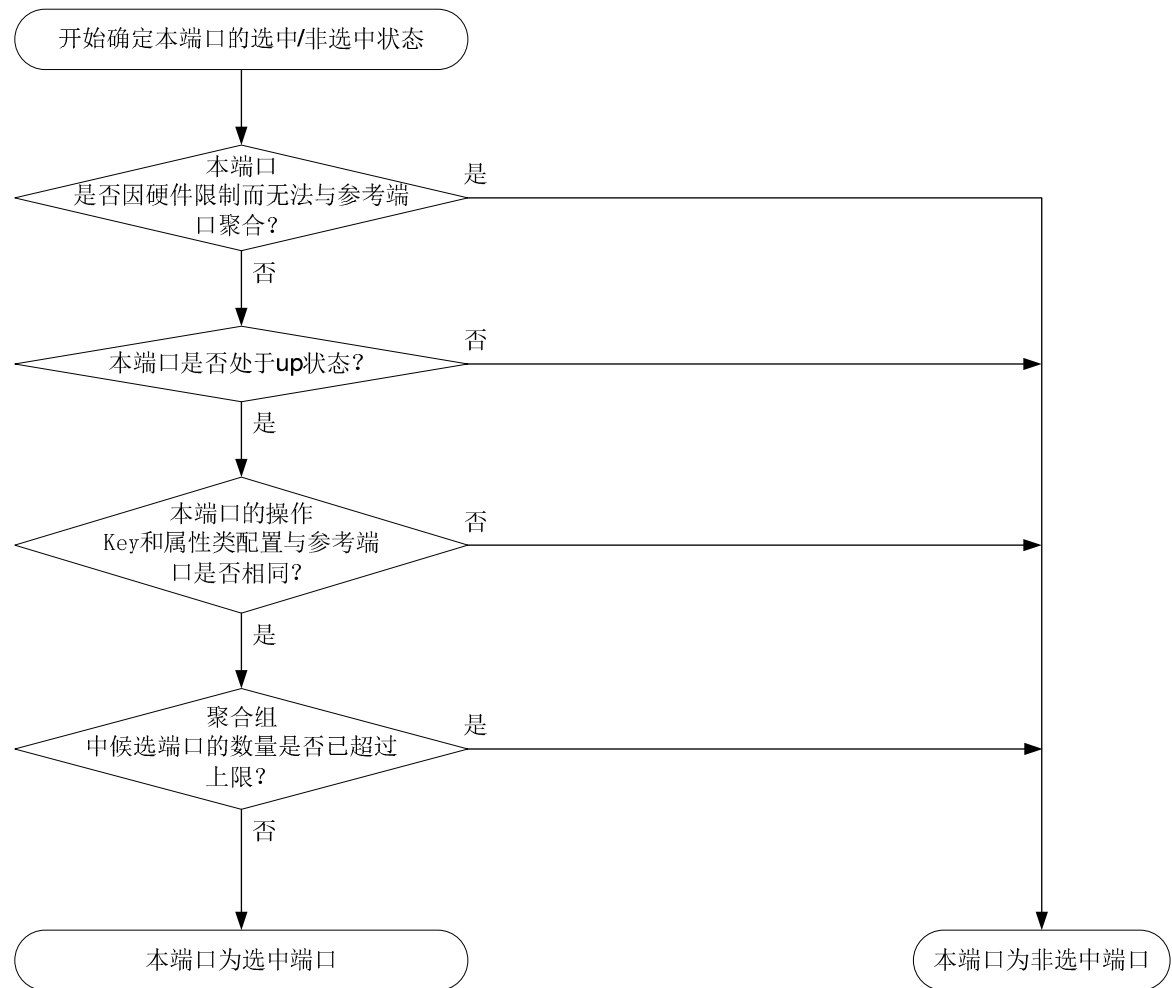 开始确定本端口的选中/非选中状态
本端口
是否因硬件限制而无法与参考端
口聚合？
是
否
本端口是否处于up状态？
否
是
本端口的操作
Key和属性类配置与参考端
口是否相同？
否
是
聚合组
中候选端口的数量是否已超过
上限？
是
否
本端口为选中端口
本端口为非选中端口